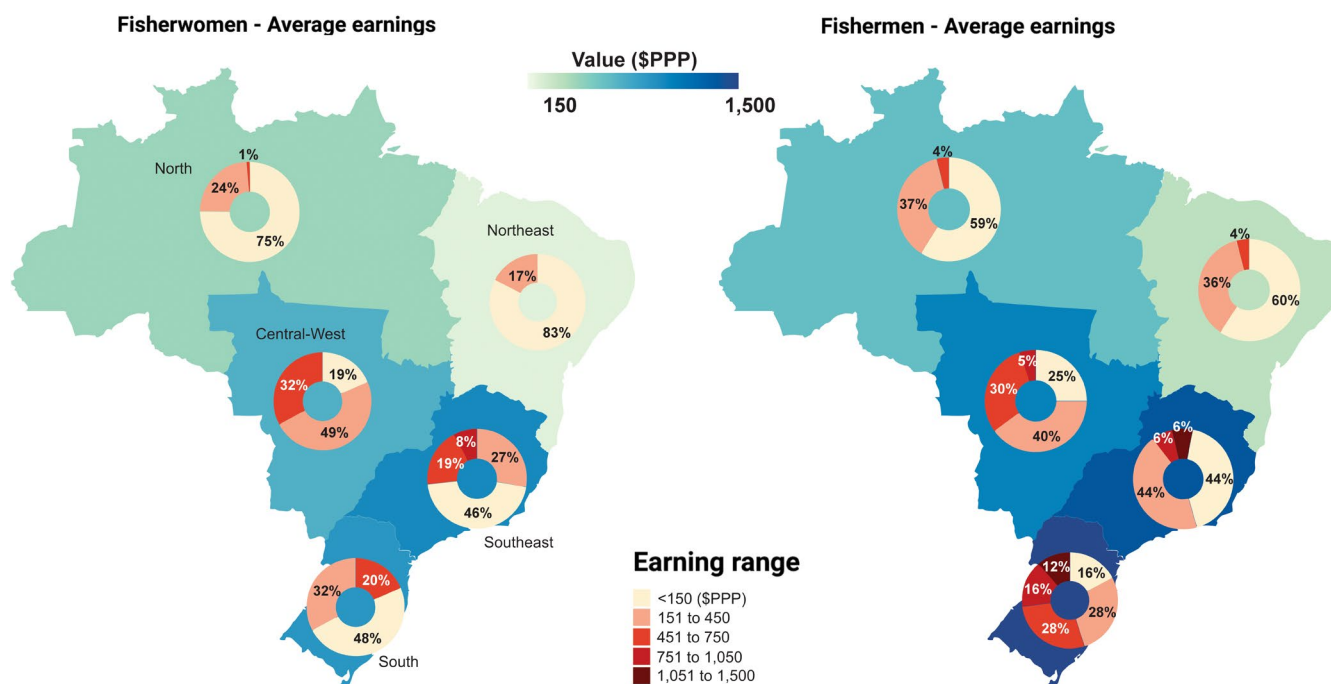 Fisherwomen - Average earnings
Fishermen - Average earnings
Value ($PPP)
150
1,500
North
1%
24%
75%
Northeast
17%
83%
Central-West
32%
19%
49%
8%
19%
27%
46%
Southeast
32%
20%
48%
South
4%
37%
59%
4%
36%
60%
5%
30%
25%
40%
6%
6%
44%
44%
12%
16%
16%
28%
28%
Earning range
<150 ($PPP)
151 to 450
451 to 750
751 to 1,050
1,051 to 1,500